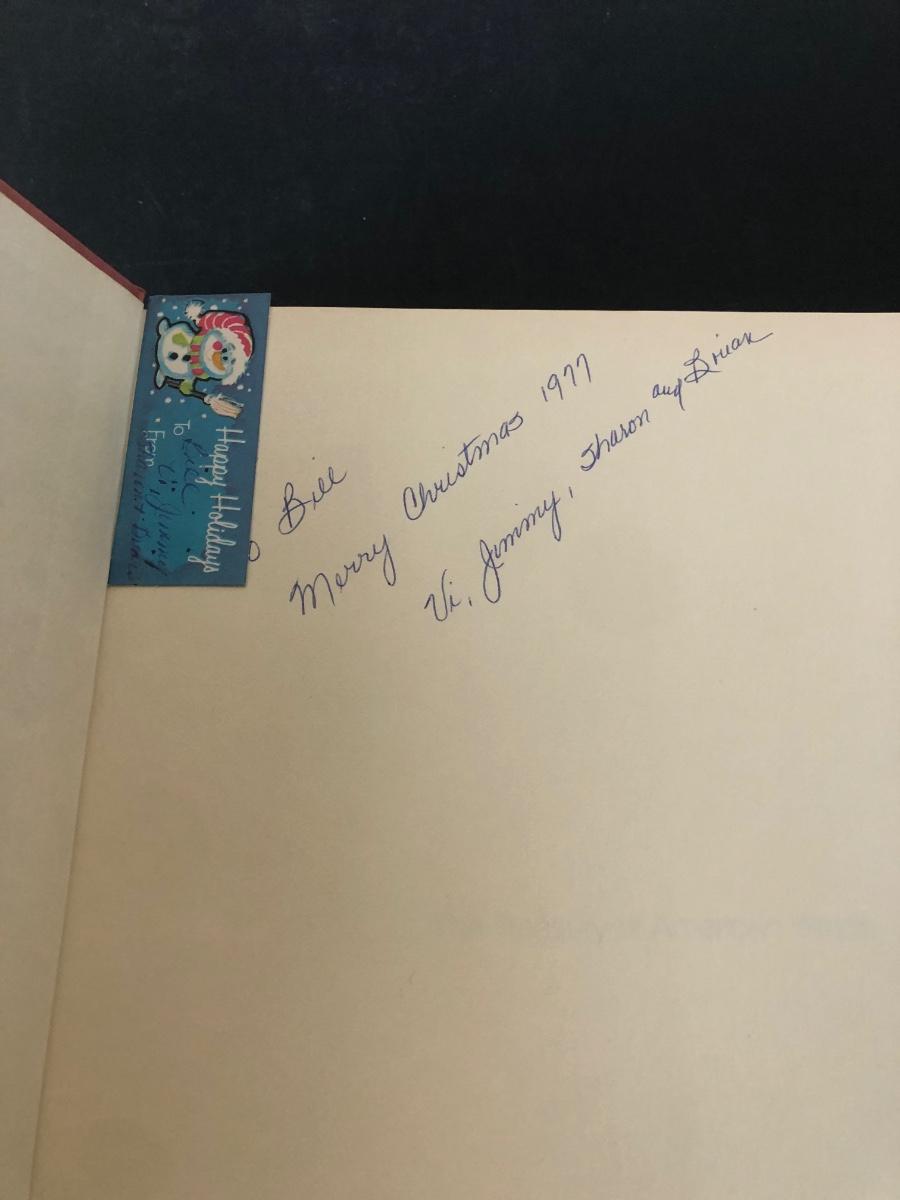 Happy Holidays
To Bill
From Vi, Jimmy
Bill
Merry Christmas 1977
Vi, Jimmy, Sharon and Brian